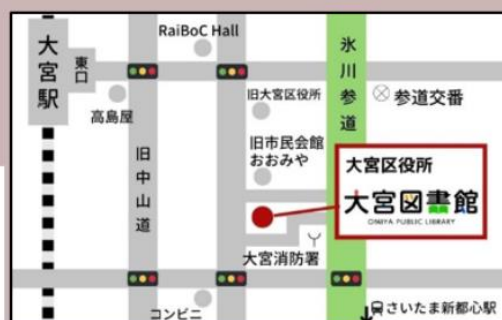 RaiBoC Hall
大宮駅
東口
高島屋
旧中山道
旧大宮区役所
氷川参道
参道交番
旧市民会館
おおみや
大宮区役所
大宮図書館
OMIYA PUBLIC LIBRARY
大宮消防署
コンビニ
さいたま新都心駅